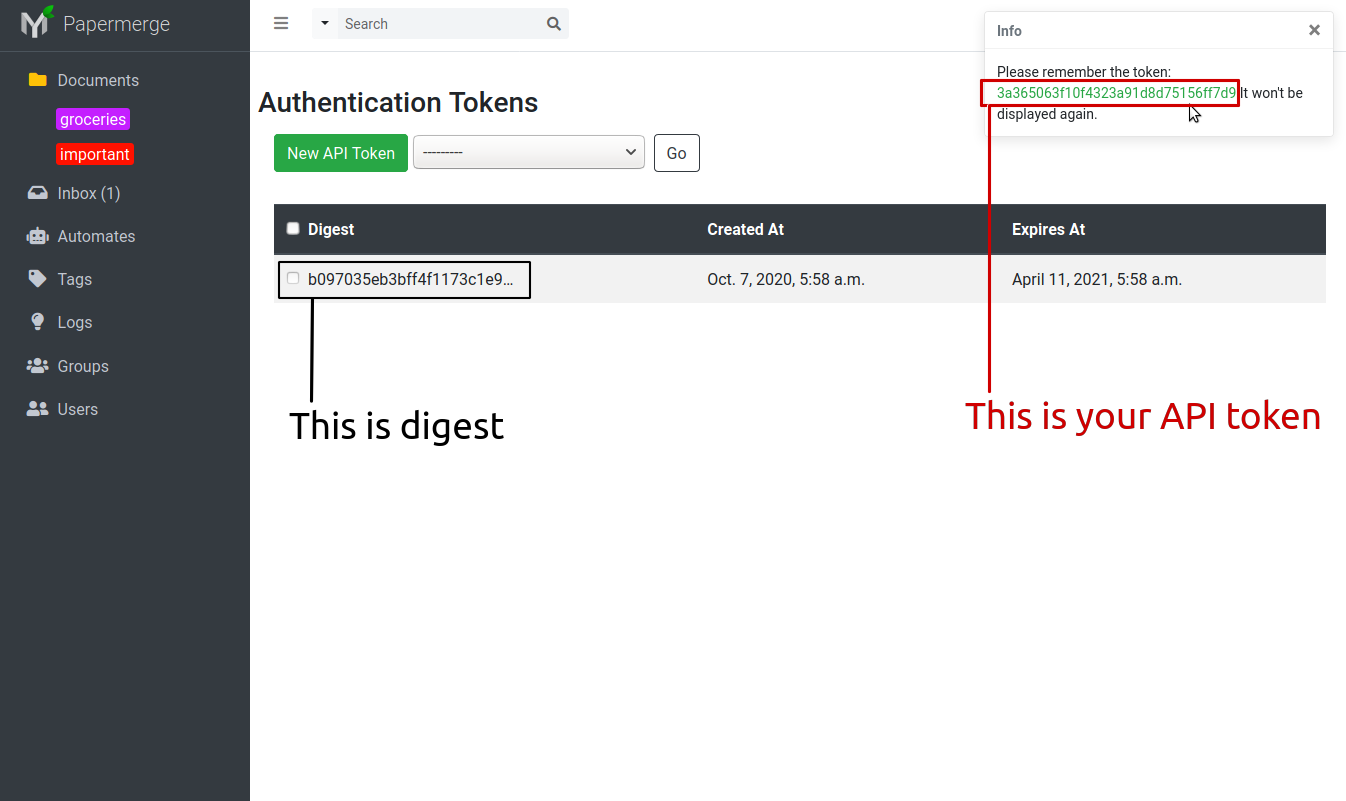 Papermerge
Documents
groceries
important
Inbox (1)
Automates
Tags
Logs
Groups
Users
Search
Info
Please remember the token:
3a365063f10f4323a91d8d75156ff7d9 It won't be
displayed again.
Authentication Tokens
New API Token
---------
Go
Digest Created At Expires At
b097035eb3bff4f1173c1e9... Oct. 7, 2020, 5:58 a.m. April 11, 2021, 5:58 a.m.
This is digest
This is your API token